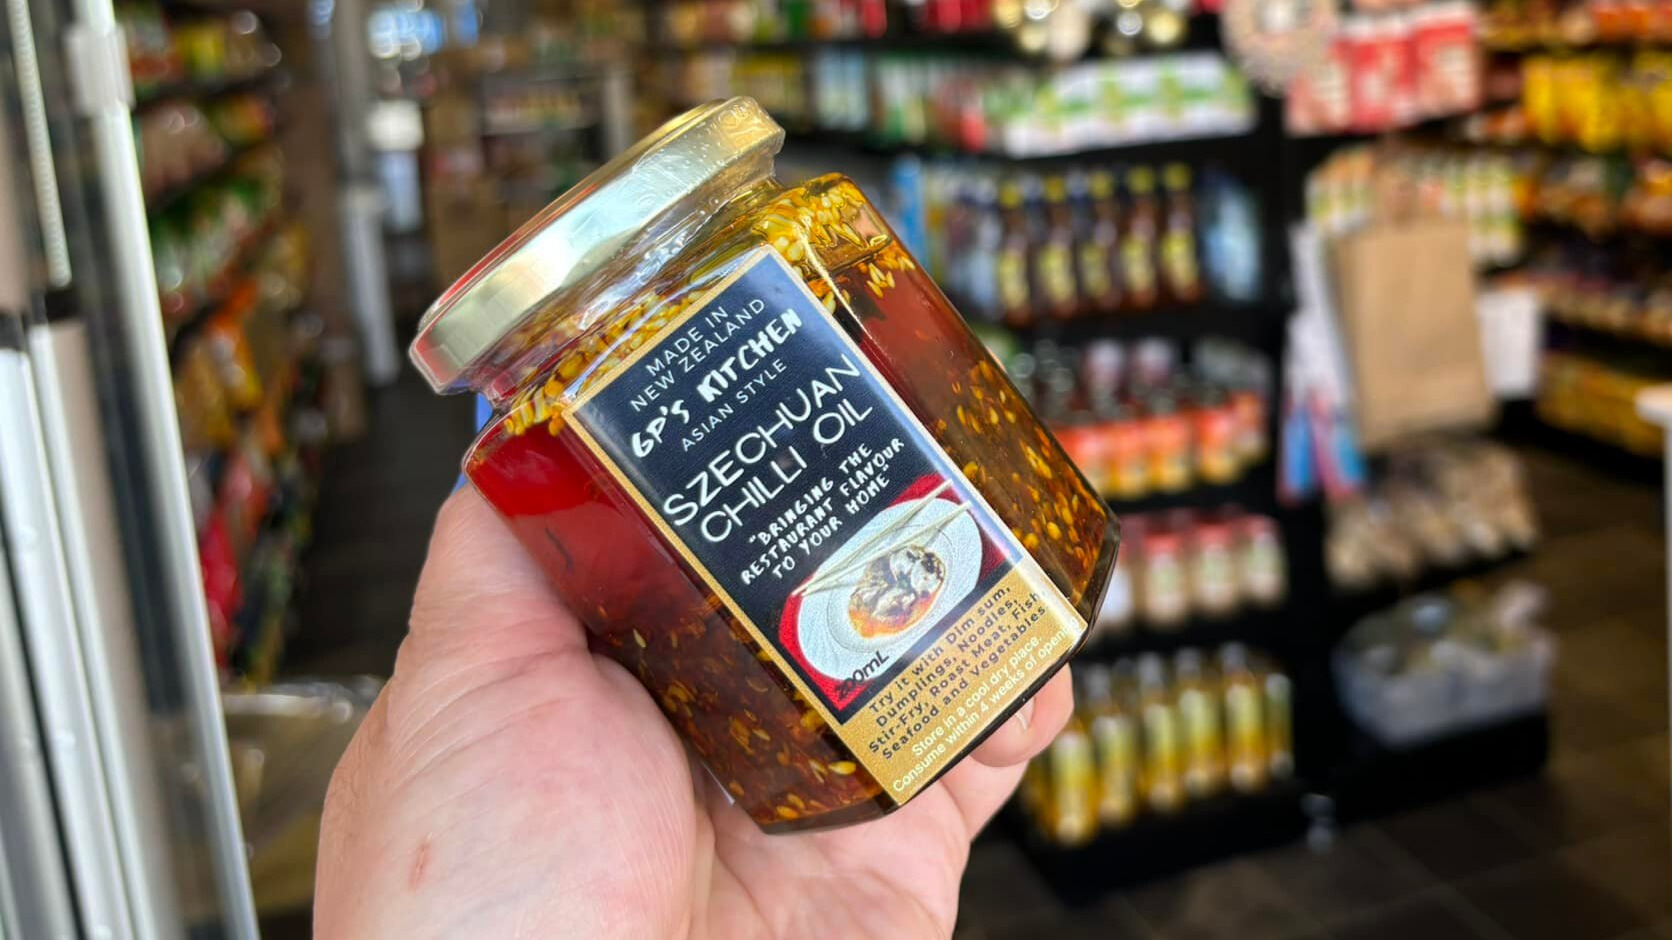 MADE IN
NEW ZEALAND
GP'S KITCHEN
ASIAN STYLE
SZECHUAN
CHILLI OIL
"BRINGING THE
RESTAURANT FLAVOUR
TO YOUR HOME"
Try it with Dim sum,
Dumplings, Noodles,
Stir-Fry, Roast Meat, Fish,
Seafood and Vegetables
Store in a cool dry place.
Consume within 4 weeks of opening